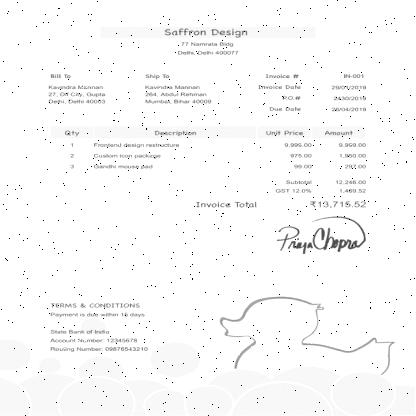 Saffron Design
77 Namrata Bldg
Delhi, Delhi 400077
Bill To Ship To Invoice # IN-001
Kavindra Mannan Kavindra Mannan Invoice Date 29/01/2019
27, Dlf City, Gupta 264, Abdul Rehman P.O.# 2430/2019
Delhi, Delhi 40003 Mumbai, Bihar 40009 Due Date 26/04/2019
Qty Description Unit Price Amount
1 Frontend design restructure 9,999.00 9,999.00
2 Custom icon package 975.00 1,950.00
3 Gandhi mouse pad 99.00 297.00
Subtotal 12,246.00
GST 12.0% 1,469.52
Invoice Total ₹13,715.52
Priya Chopra
TERMS & CONDITIONS
Payment is due within 15 days
State Bank of India
Account Number: 12345678
Routing Number: 09876543210